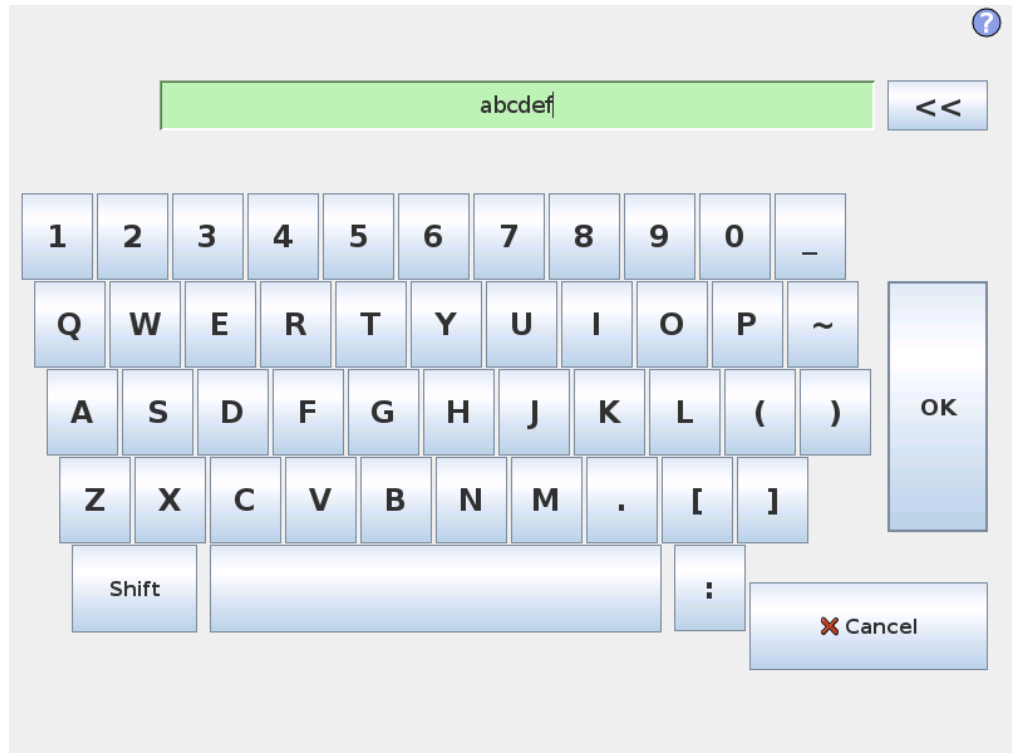 ?
abcdef
<<
1 2 3 4 5 6 7 8 9 0 _
Q W E R T Y U I O P ~
A S D F G H J K L ( )
OK
Z X C V B N M . [ ]
Shift :
Cancel